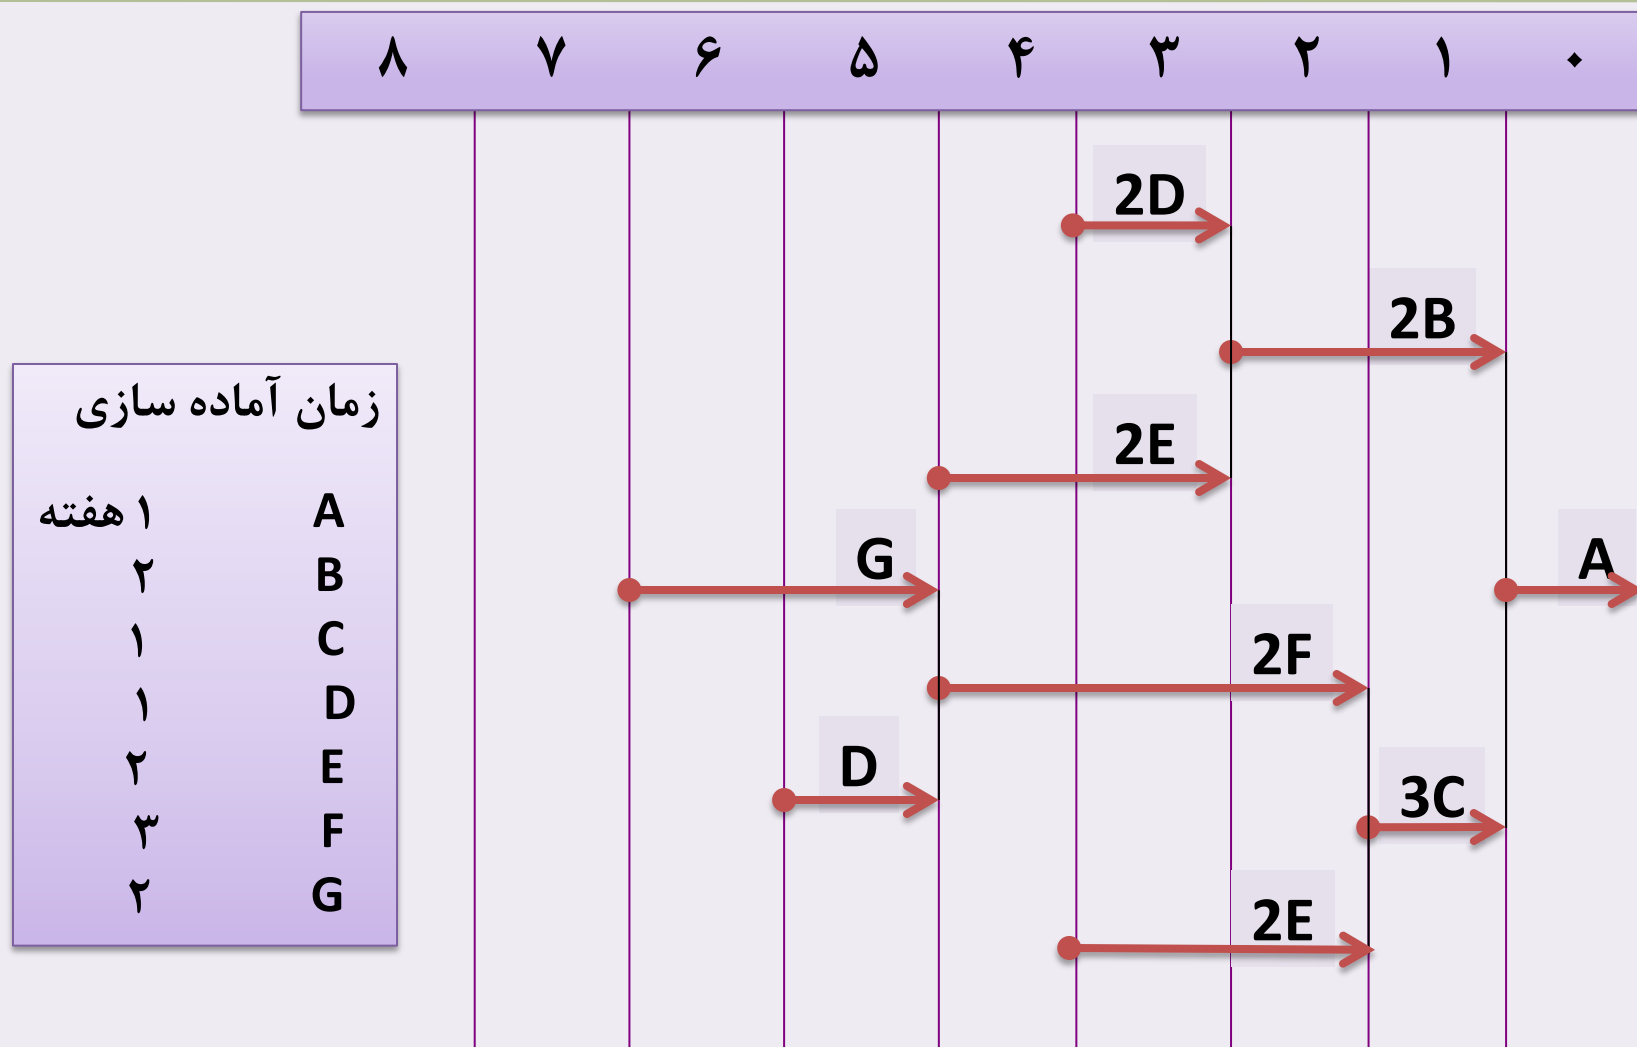 ۸ ۷ ۶ ۵ ۴ ۳ ۲ ۱ ۰
2D
2B
2E
G
A
2F
D
3C
2E
زمان آماده سازی
A ۱ هفته
B ۲
C ۱
D ۱
E ۲
F ۳
G ۲